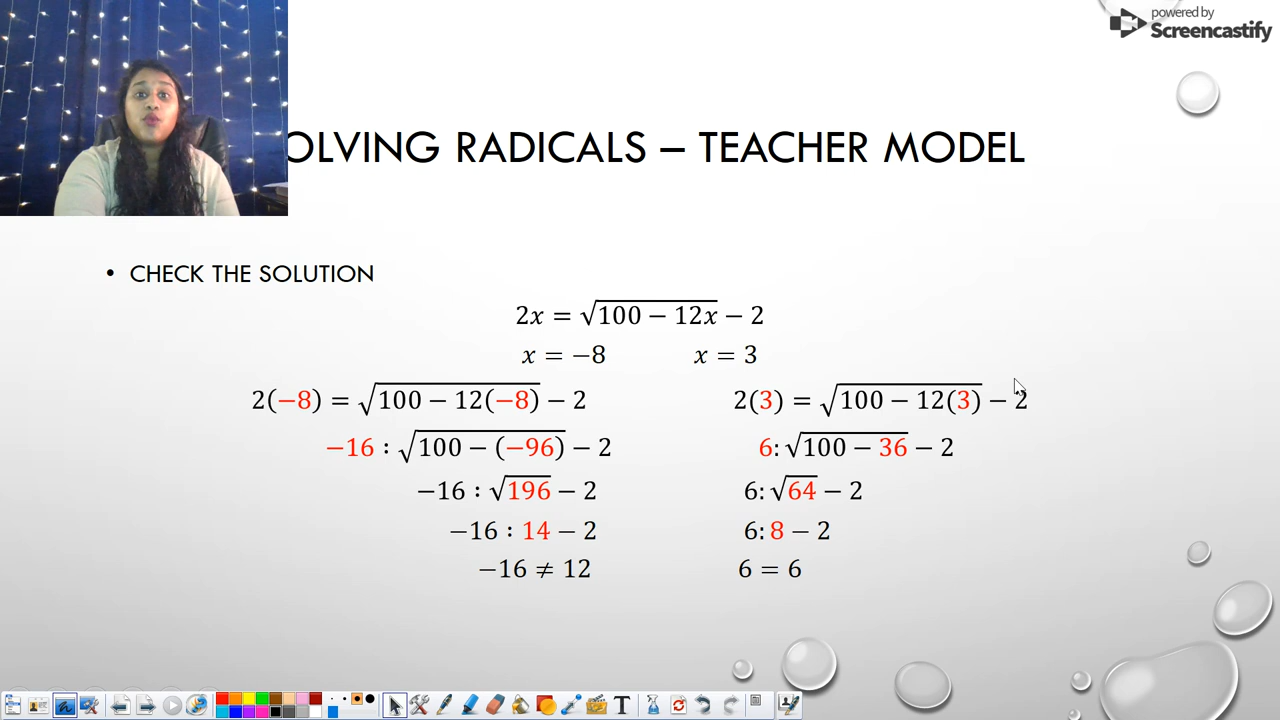 powered by
Screencastify
OLVING RADICALS – TEACHER MODEL
• CHECK THE SOLUTION
2x = √100 − 12x − 2
x = −8 x = 3
2(−8) = √100 − 12(−8) − 2 2(3) = √100 − 12(3) − 2
−16 : √100 − (−96) − 2 6: √100 − 36 − 2
−16 : √196 − 2 6: √64 − 2
−16 : 14 − 2 6: 8 − 2
−16 ≠ 12 6 = 6
T